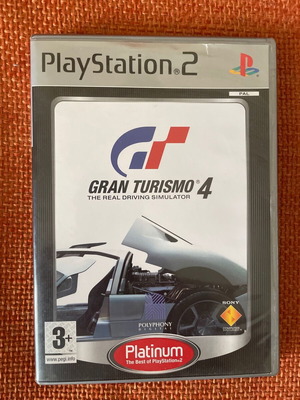 PlayStation®2
PAL
GT
GRAN TURISMO® 4
THE REAL DRIVING SIMULATOR
3+
www.pegi.info
POLYPHONY
DIGITAL
SONY
Platinum
The Best of PlayStation®2